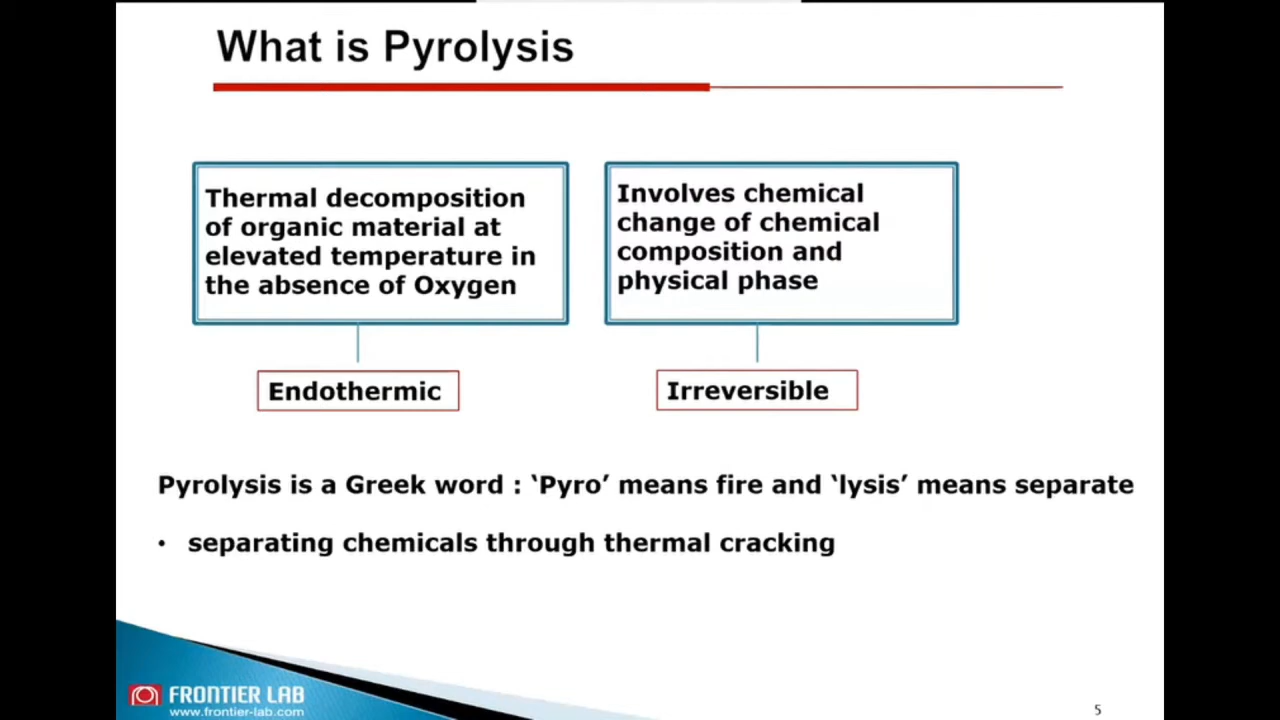 What is Pyrolysis
Thermal decomposition
of organic material at
elevated temperature in
the absence of Oxygen
Endothermic
Involves chemical
change of chemical
composition and
physical phase
Irreversible
Pyrolysis is a Greek word : ‘Pyro’ means fire and ‘lysis’ means separate
• separating chemicals through thermal cracking
FRONTIER LAB
www.frontier-lab.com
5